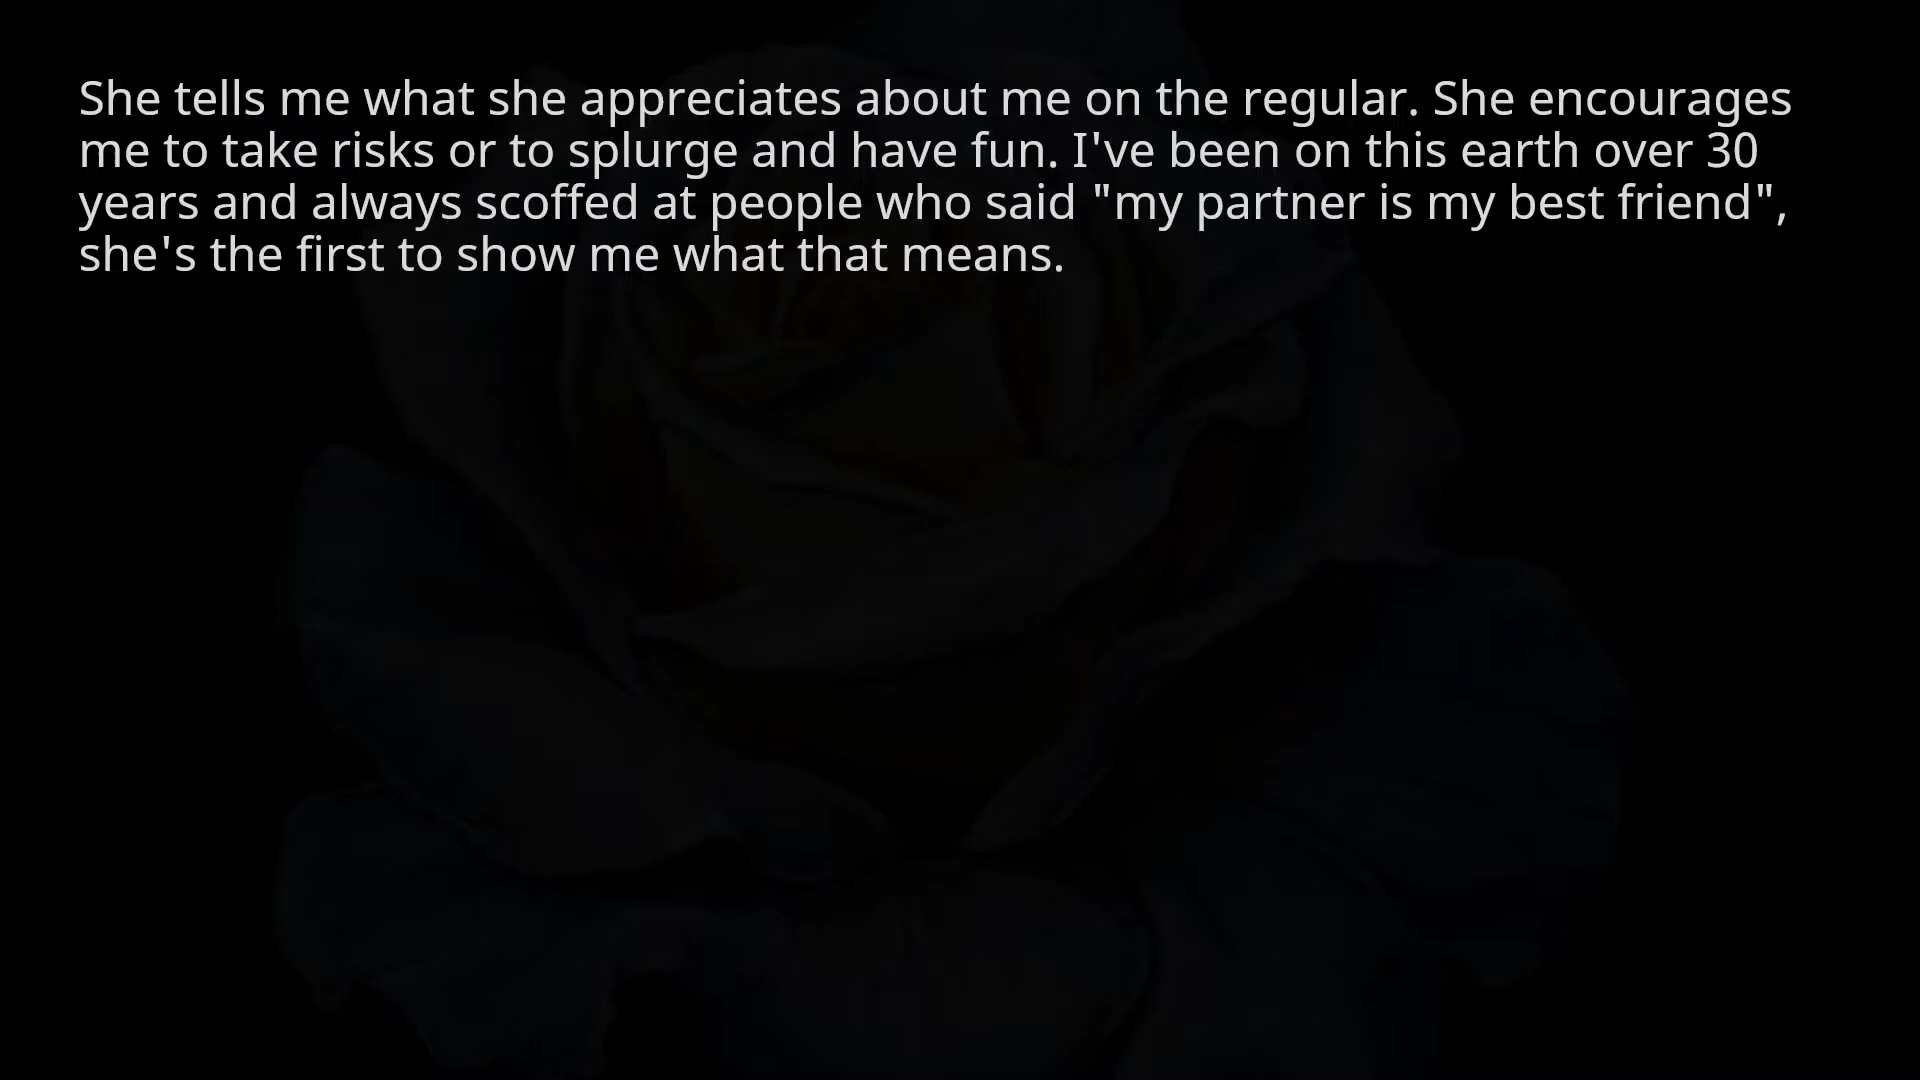 She tells me what she appreciates about me on the regular. She encourages
me to take risks or to splurge and have fun. I've been on this earth over 30
years and always scoffed at people who said "my partner is my best friend",
she's the first to show me what that means.